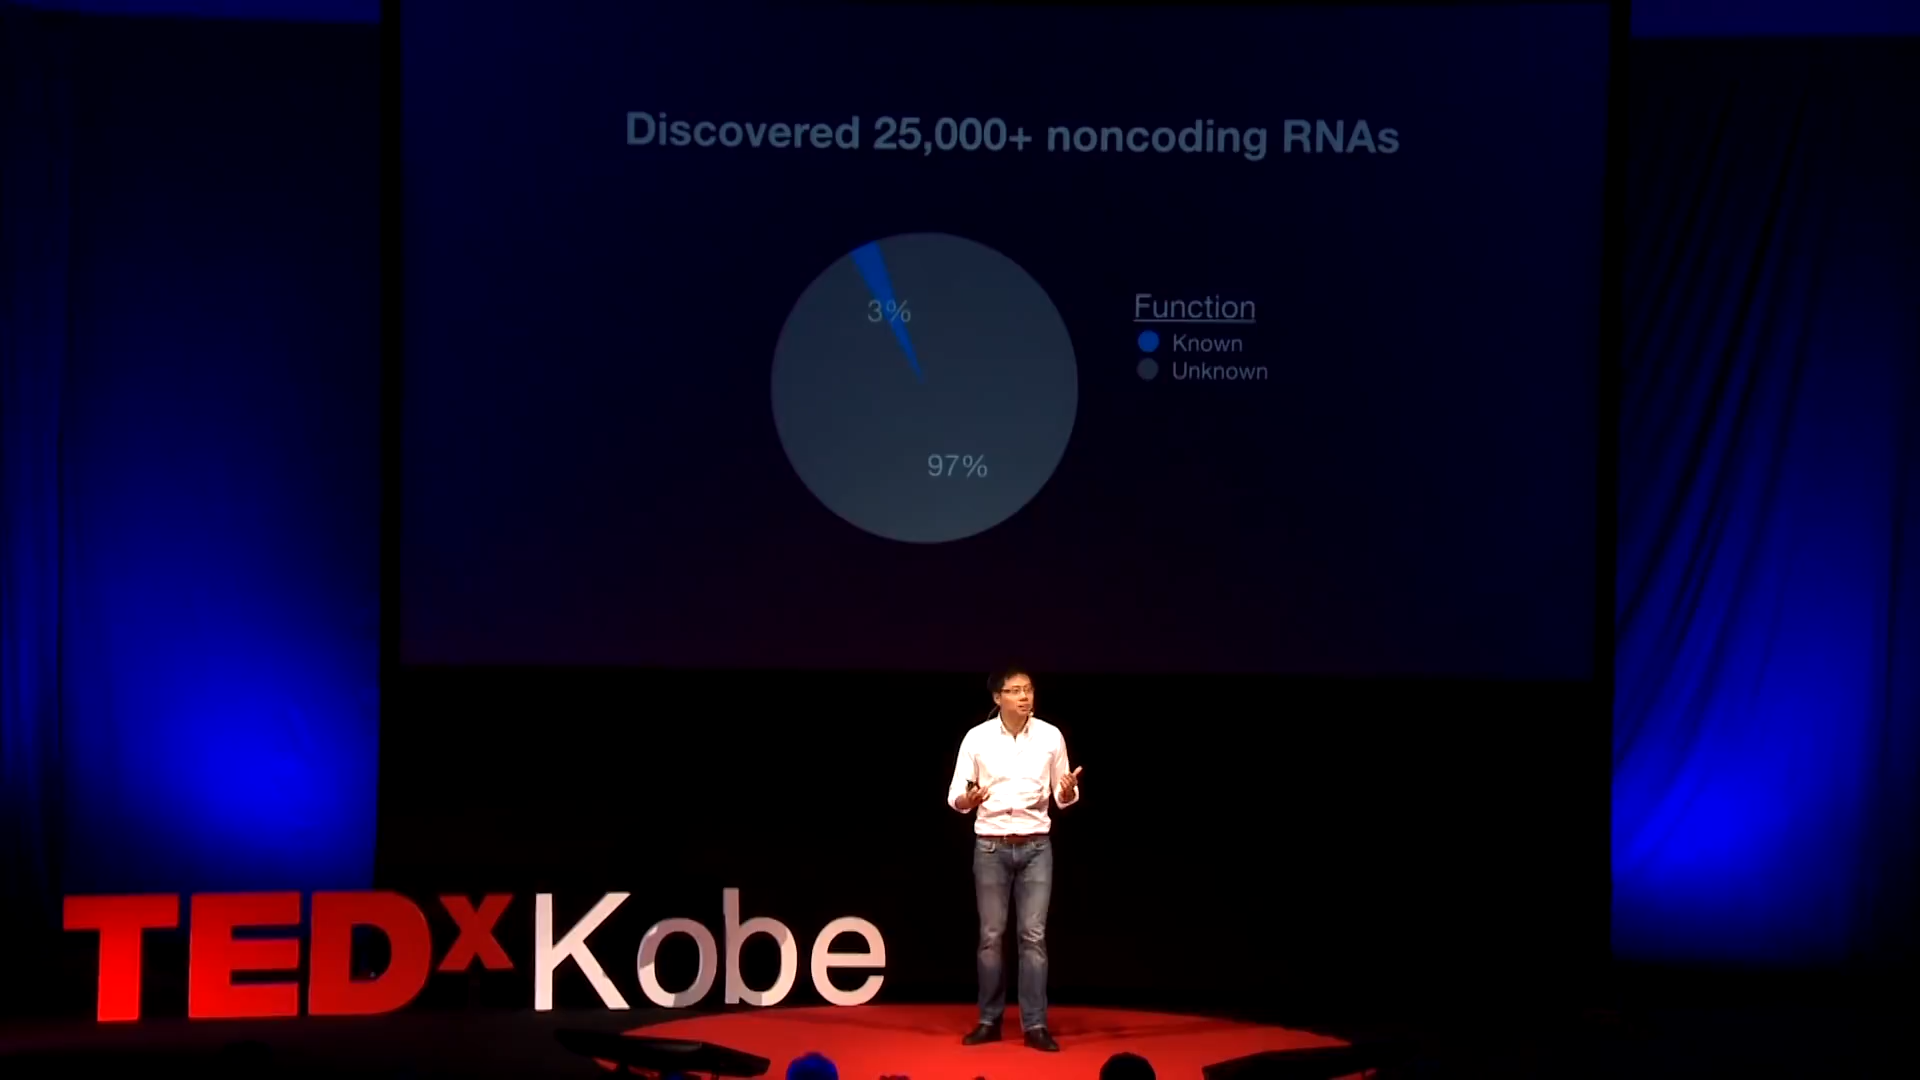 Discovered 25,000+ noncoding RNAs
3%
97%
Function
Known
Unknown
TEDxKobe